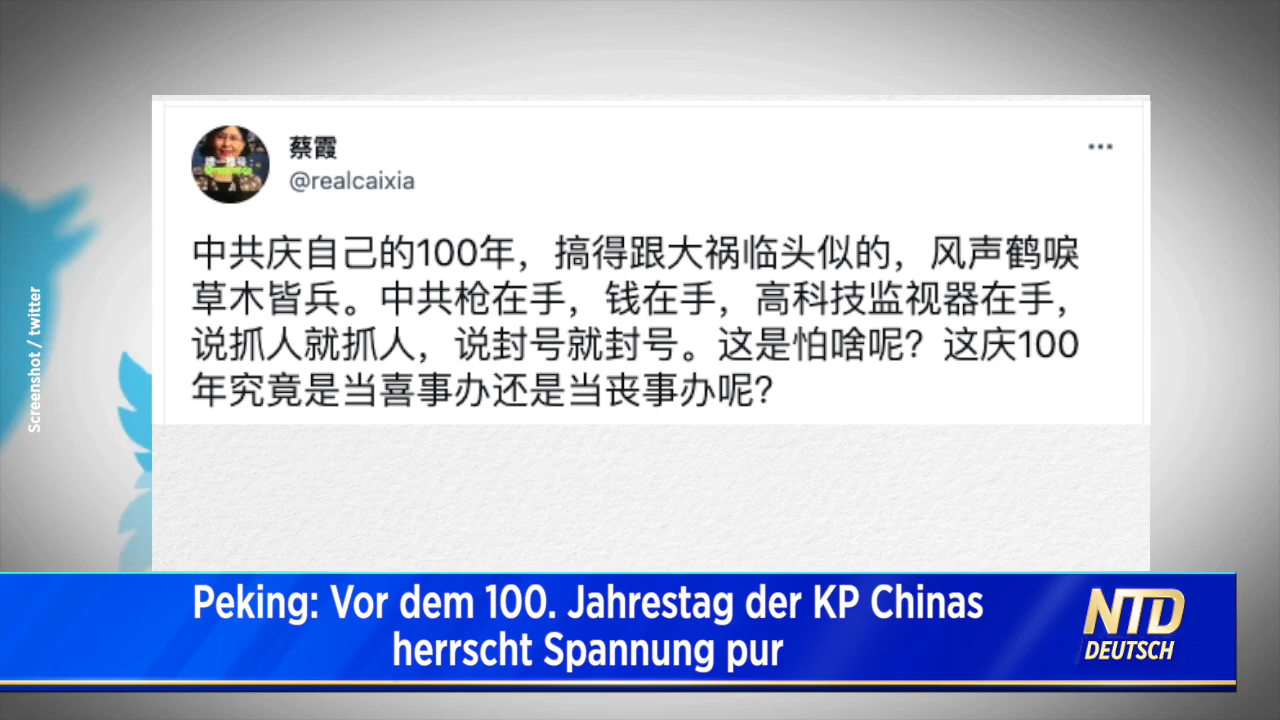 蔡霞
@realcaixia
中共庆自己的100年，搞得跟大祸临头似的，风声鹤唳
草木皆兵。中共枪在手，钱在手，高科技监视器在手，
说抓人就抓人，说封号就封号。这是怕啥呢？这庆100
年究竟是当喜事办还是当丧事办呢？
Screenshot / twitter
Peking: Vor dem 100. Jahrestag der KP Chinas
herrscht Spannung pur
NTD
DEUTSCH